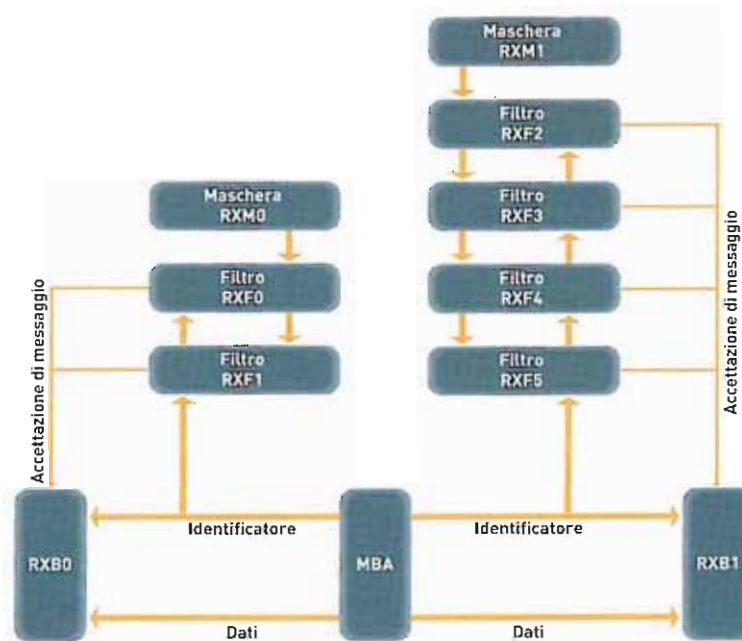 Maschera
RXM1
Filtro
RXF2
Maschera
RXM0
Filtro
RXF3
Filtro
RXF0
Filtro
RXF4
Filtro
RXF1
Filtro
RXF5
Accettazione di messaggio
Accettazione di messaggio
RXB0
Identificatore
MBA
Identificatore
RXB1
Dati
Dati